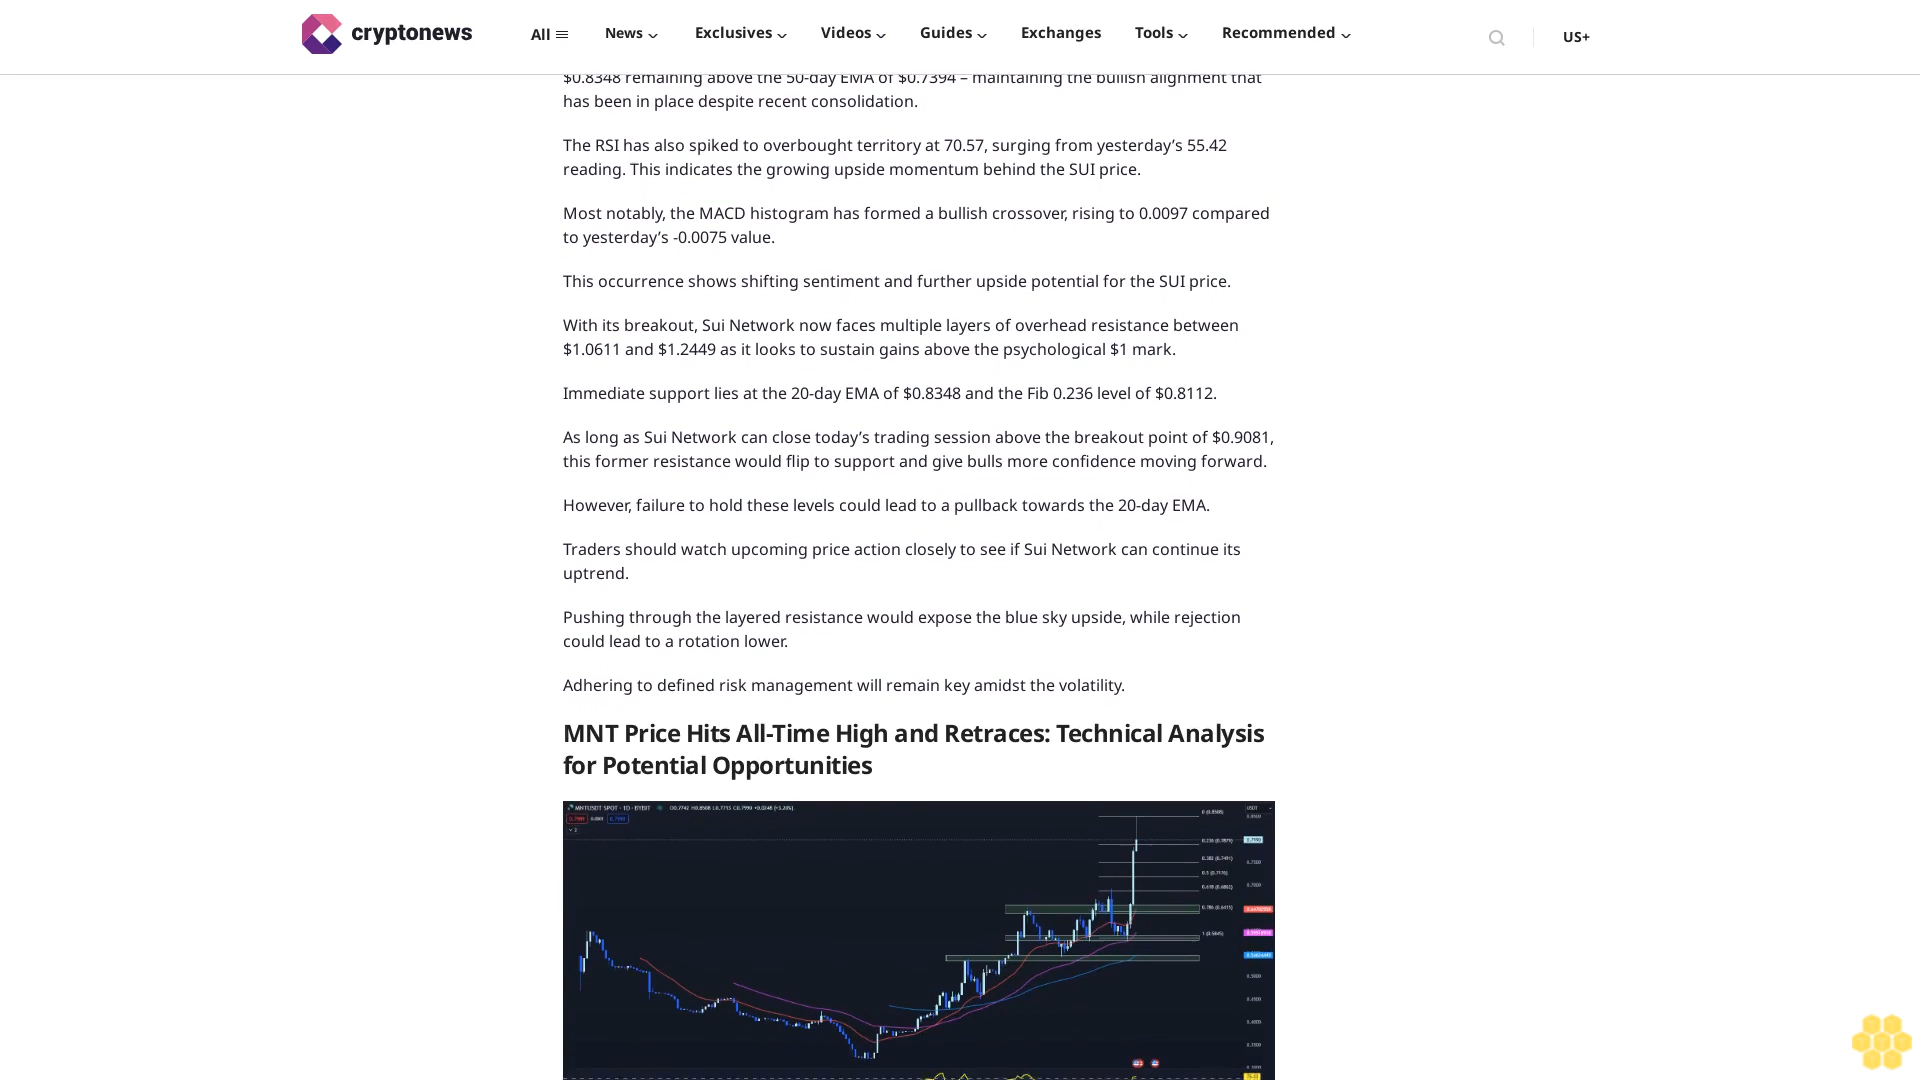 cryptonews
All
News
Exclusives
Videos
Guides
Exchanges
Tools
Recommended
US+
$0.8348 remaining above the 50-day EMA of $0.7394 – maintaining the bullish alignment that
has been in place despite recent consolidation.
The RSI has also spiked to overbought territory at 70.57, surging from yesterday’s 55.42
reading. This indicates the growing upside momentum behind the SUI price.
Most notably, the MACD histogram has formed a bullish crossover, rising to 0.0097 compared
to yesterday’s -0.0075 value.
This occurrence shows shifting sentiment and further upside potential for the SUI price.
With its breakout, Sui Network now faces multiple layers of overhead resistance between
$1.0611 and $1.2449 as it looks to sustain gains above the psychological $1 mark.
Immediate support lies at the 20-day EMA of $0.8348 and the Fib 0.236 level of $0.8112.
As long as Sui Network can close today’s trading session above the breakout point of $0.9081,
this former resistance would flip to support and give bulls more confidence moving forward.
However, failure to hold these levels could lead to a pullback towards the 20-day EMA.
Traders should watch upcoming price action closely to see if Sui Network can continue its
uptrend.
Pushing through the layered resistance would expose the blue sky upside, while rejection
could lead to a rotation lower.
Adhering to defined risk management will remain key amidst the volatility.
MNT Price Hits All-Time High and Retraces: Technical Analysis
for Potential Opportunities
MNTUSDT SPOT · 1D · BYBIT
USDT